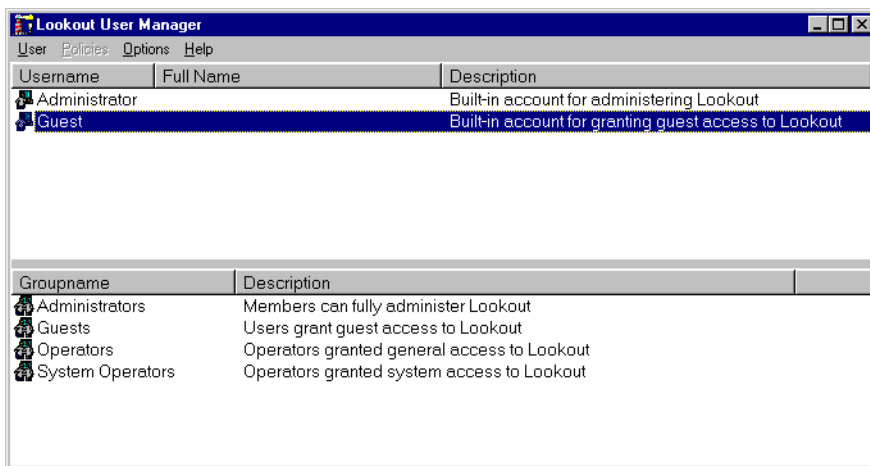 Lookout User Manager
User Policies Options Help
Username Full Name Description
Administrator Built-in account for administering Lookout
Guest Built-in account for granting guest access to Lookout
Groupname Description
Administrators Members can fully administer Lookout
Guests Users grant guest access to Lookout
Operators Operators granted general access to Lookout
System Operators Operators granted system access to Lookout